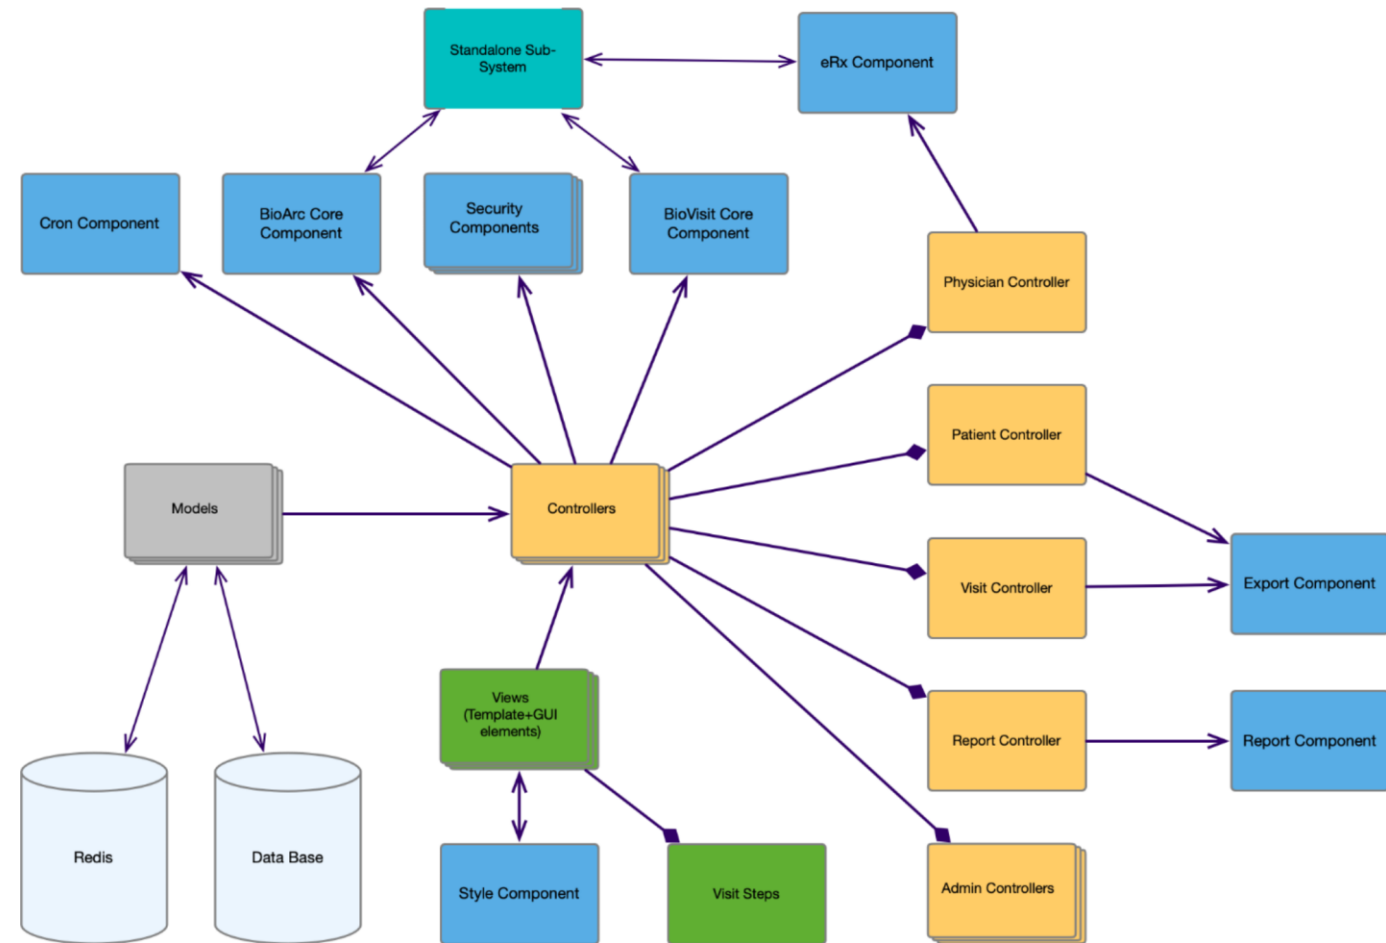 Standalone Sub-
System
eRx Component
Cron Component
BioArc Core
Component
Security
Components
BioVisit Core
Component
Physician Controller
Patient Controller
Models
Controllers
Visit Controller
Export Component
Views
(Template+GUI
elements)
Report Controller
Report Component
Redis
Data Base
Style Component
Visit Steps
Admin Controllers